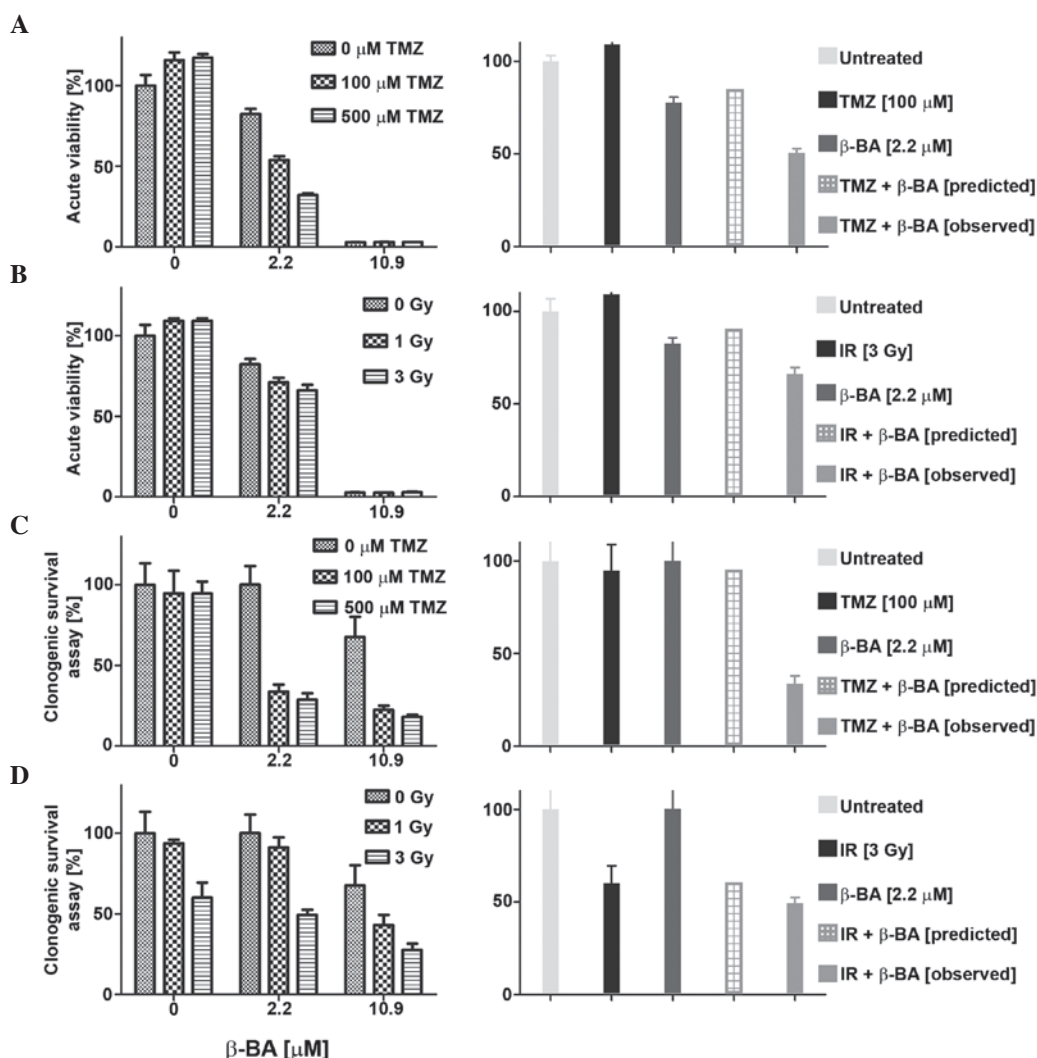 A
Acute viability [%]
100
50
0
0 μM TMZ
100 μM TMZ
500 μM TMZ
0
2.2
10.9
100
50
0
Untreated
TMZ [100 μM]
β-BA [2.2 μM]
TMZ + β-BA [predicted]
TMZ + β-BA [observed]
B
Acute viability [%]
100
50
0
0 Gy
1 Gy
3 Gy
0
2.2
10.9
100
50
0
Untreated
IR [3 Gy]
β-BA [2.2 μM]
IR + β-BA [predicted]
IR + β-BA [observed]
C
Clonogenic survival
assay [%]
100
50
0
0 μM TMZ
100 μM TMZ
500 μM TMZ
0
2.2
10.9
100
50
0
Untreated
TMZ [100 μM]
β-BA [2.2 μM]
TMZ + β-BA [predicted]
TMZ + β-BA [observed]
D
Clonogenic survival
assay [%]
100
50
0
0 Gy
1 Gy
3 Gy
0
2.2
10.9
β-BA [μM]
100
50
0
Untreated
IR [3 Gy]
β-BA [2.2 μM]
IR + β-BA [predicted]
IR + β-BA [observed]